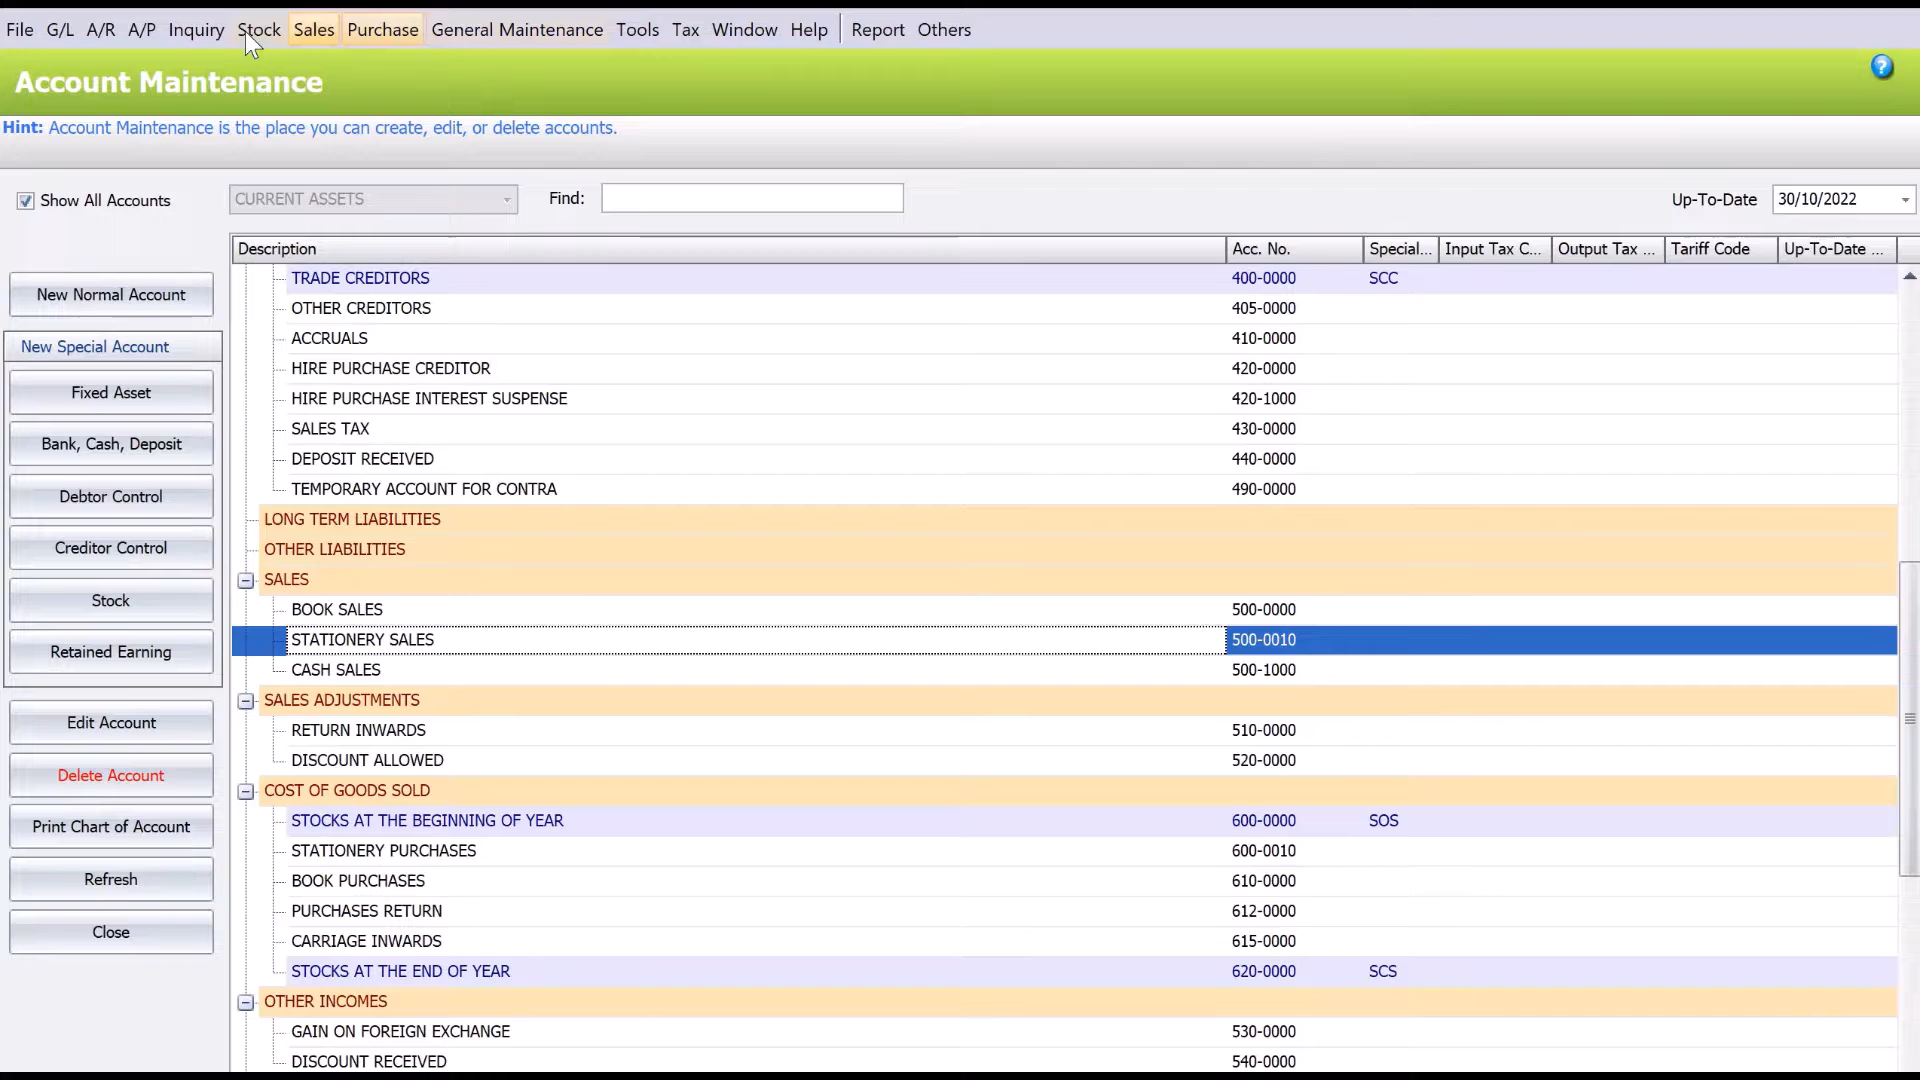 File G/L A/R A/P Inquiry Stock Sales Purchase General Maintenance Tools Tax Window Help Report Others
Account Maintenance
?
Hint: Account Maintenance is the place you can create, edit, or delete accounts.
Show All Accounts CURRENT ASSETS Find: Up-To-Date 30/10/2022
New Normal Account
New Special Account
Fixed Asset
Bank, Cash, Deposit
Debtor Control
Creditor Control
Stock
Retained Earning
Edit Account
Delete Account
Print Chart of Account
Refresh
Close
Description Acc. No. Special... Input Tax C... Output Tax ... Tariff Code Up-To-Date ...
TRADE CREDITORS 400-0000 SCC
OTHER CREDITORS 405-0000
ACCRUALS 410-0000
HIRE PURCHASE CREDITOR 420-0000
HIRE PURCHASE INTEREST SUSPENSE 420-1000
SALES TAX 430-0000
DEPOSIT RECEIVED 440-0000
TEMPORARY ACCOUNT FOR CONTRA 490-0000
LONG TERM LIABILITIES
OTHER LIABILITIES
SALES
BOOK SALES 500-0000
STATIONERY SALES 500-0010
CASH SALES 500-1000
SALES ADJUSTMENTS
RETURN INWARDS 510-0000
DISCOUNT ALLOWED 520-0000
COST OF GOODS SOLD
STOCKS AT THE BEGINNING OF YEAR 600-0000 SOS
STATIONERY PURCHASES 600-0010
BOOK PURCHASES 610-0000
PURCHASES RETURN 612-0000
CARRIAGE INWARDS 615-0000
STOCKS AT THE END OF YEAR 620-0000 SCS
OTHER INCOMES
GAIN ON FOREIGN EXCHANGE 530-0000
DISCOUNT RECEIVED 540-0000